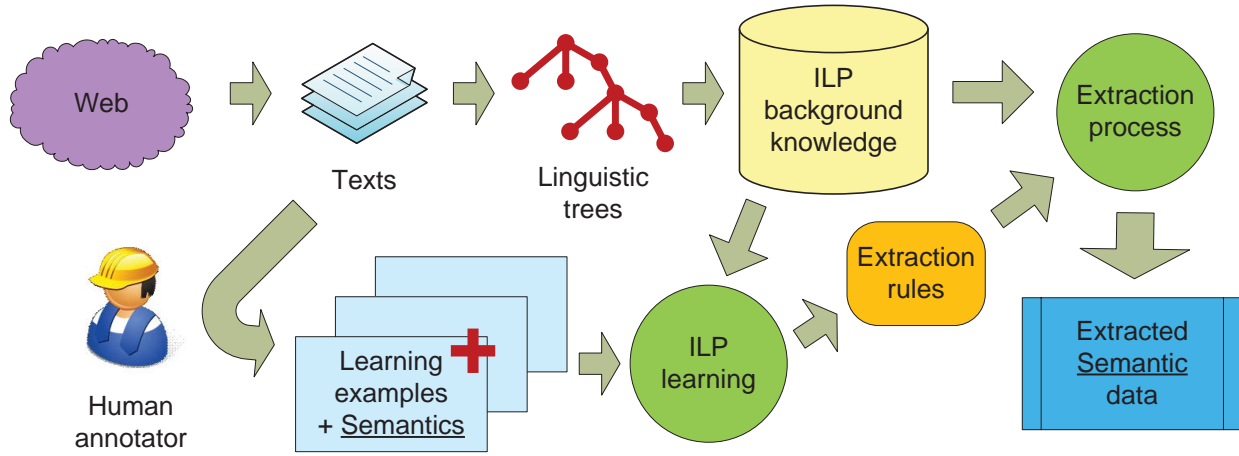 Web
Texts
Linguistic
trees
ILP
background
knowledge
Extraction
process
Human
annotator
Learning
examples
+ Semantics
ILP
learning
Extraction
rules
Extracted
Semantic
data